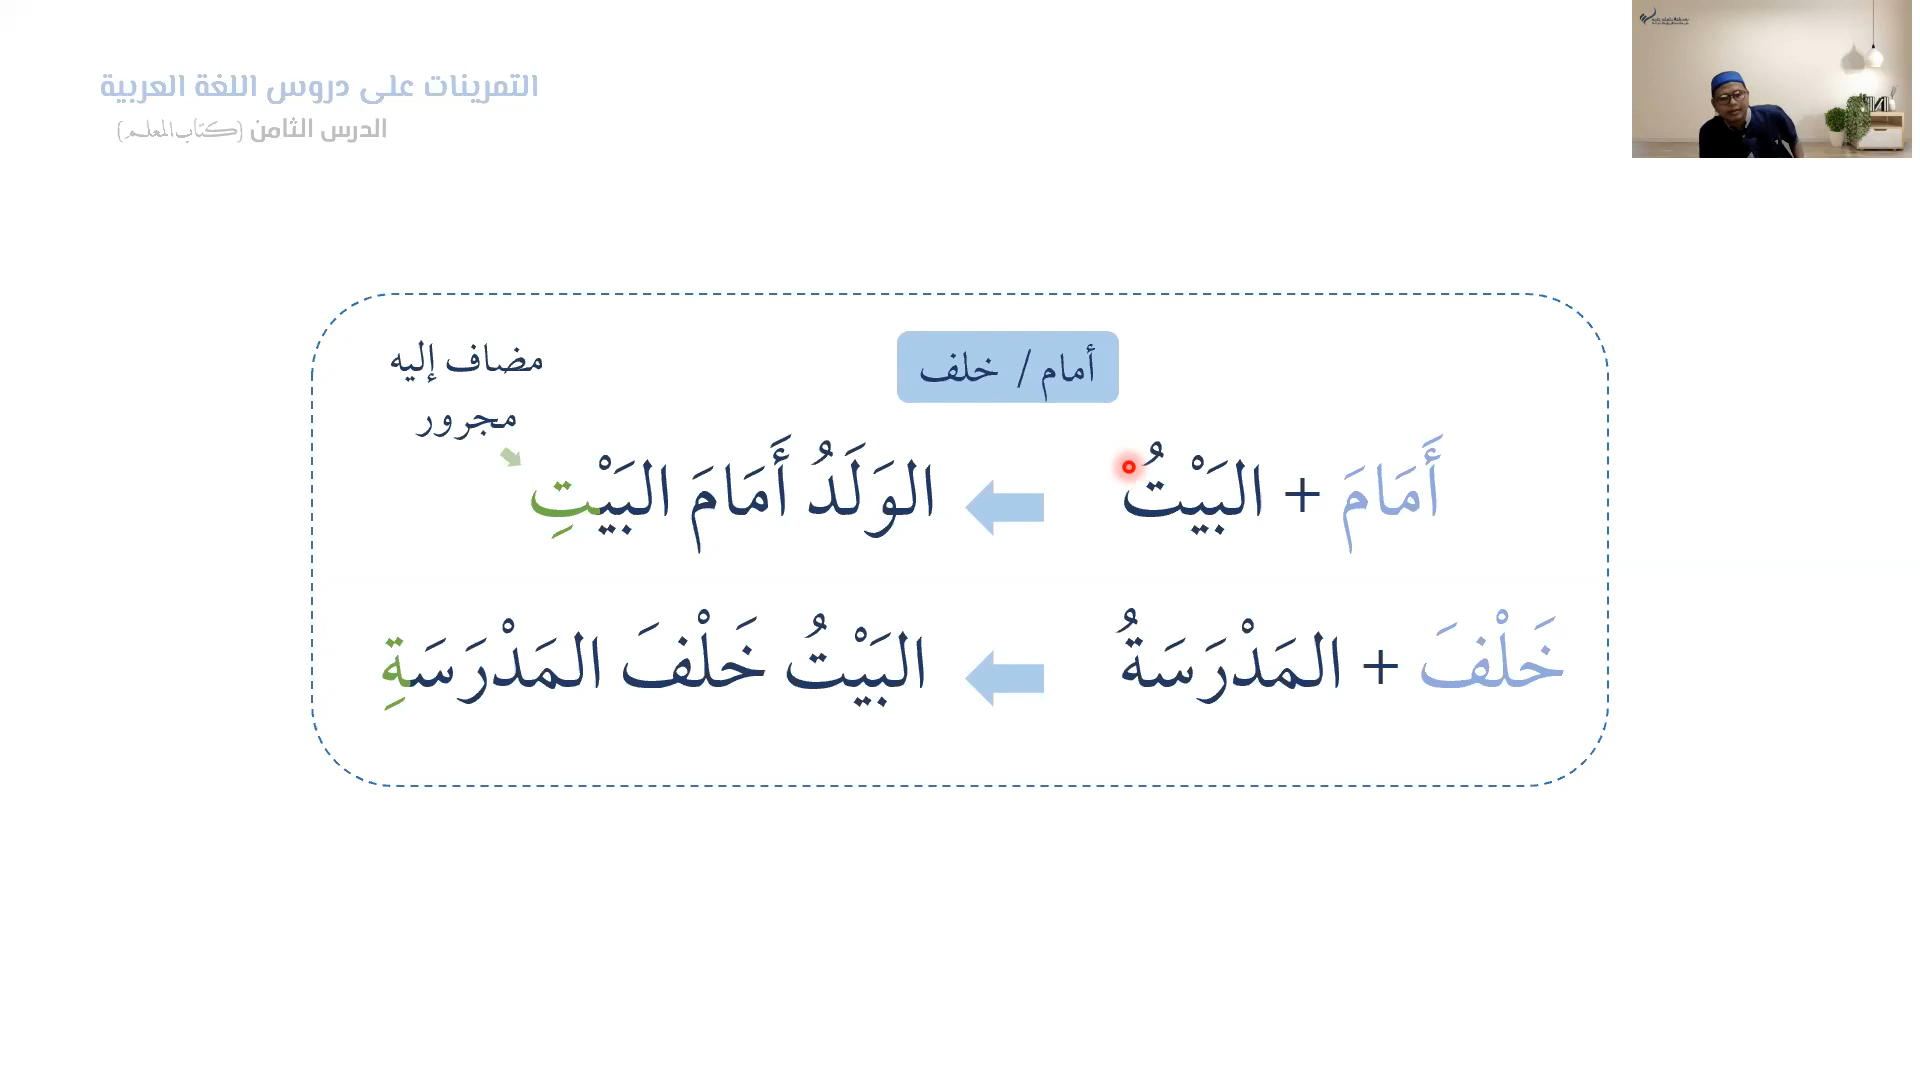 التمرينات على دروس اللغة العربية
الدرس الثامن (كتاب المعلم)
أمام / خلف
مضاف إليه
مجرور
أَمَامَ + البَيْتُ الوَلَدُ أَمَامَ البَيْتِ
خَلْفَ + المَدْرَسَةُ البَيْتُ خَلْفَ المَدْرَسَةِ